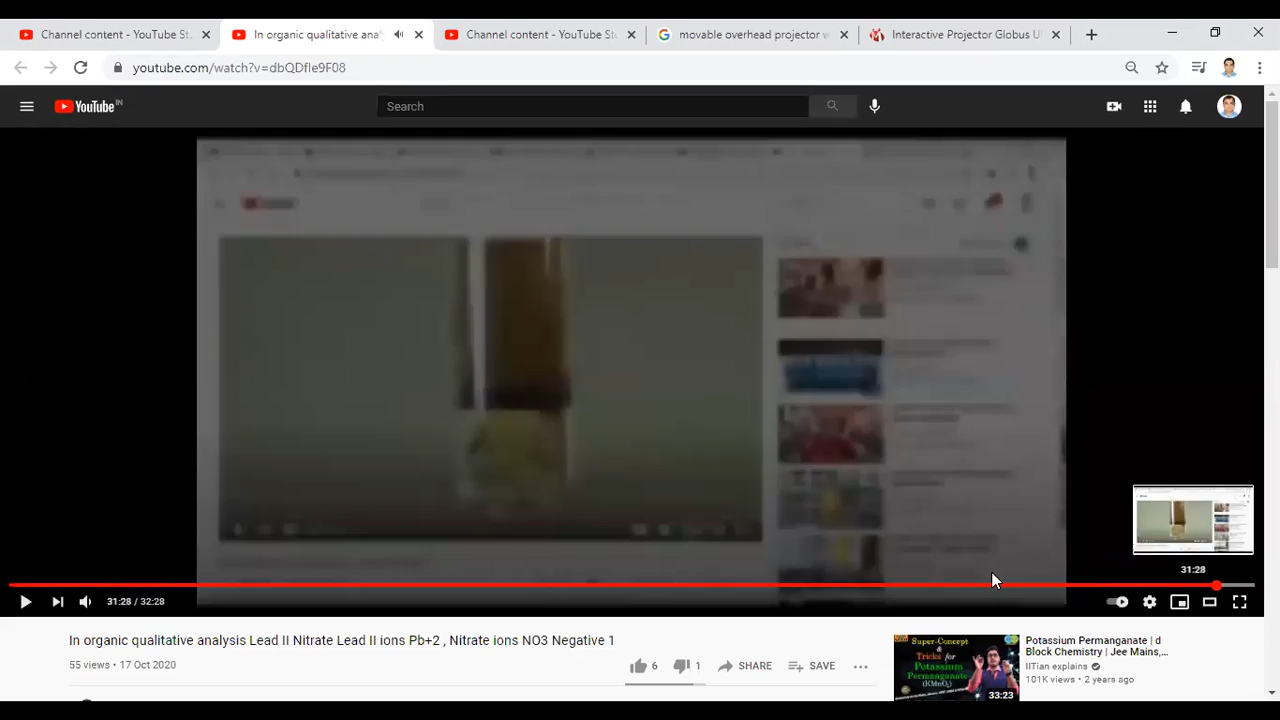 Channel content - YouTube St.
In organic qualitative ana
Channel content - YouTube St
movable overhead projector w
Interactive Projector Globus U
youtube.com/watch?v=dbQDfle9F08
YouTube IN
Search
31:28
31:28 / 32:28
In organic qualitative analysis Lead II Nitrate Lead II ions Pb+2 , Nitrate ions NO3 Negative 1
55 views • 17 Oct 2020
6
1
SHARE
SAVE
Super-Concept
&
Tricks for
Potassium
Permanganate
(KMnO4)
33:23
Potassium Permanganate | d
Block Chemistry | Jee Mains,...
IITian explains
101K views • 2 years ago